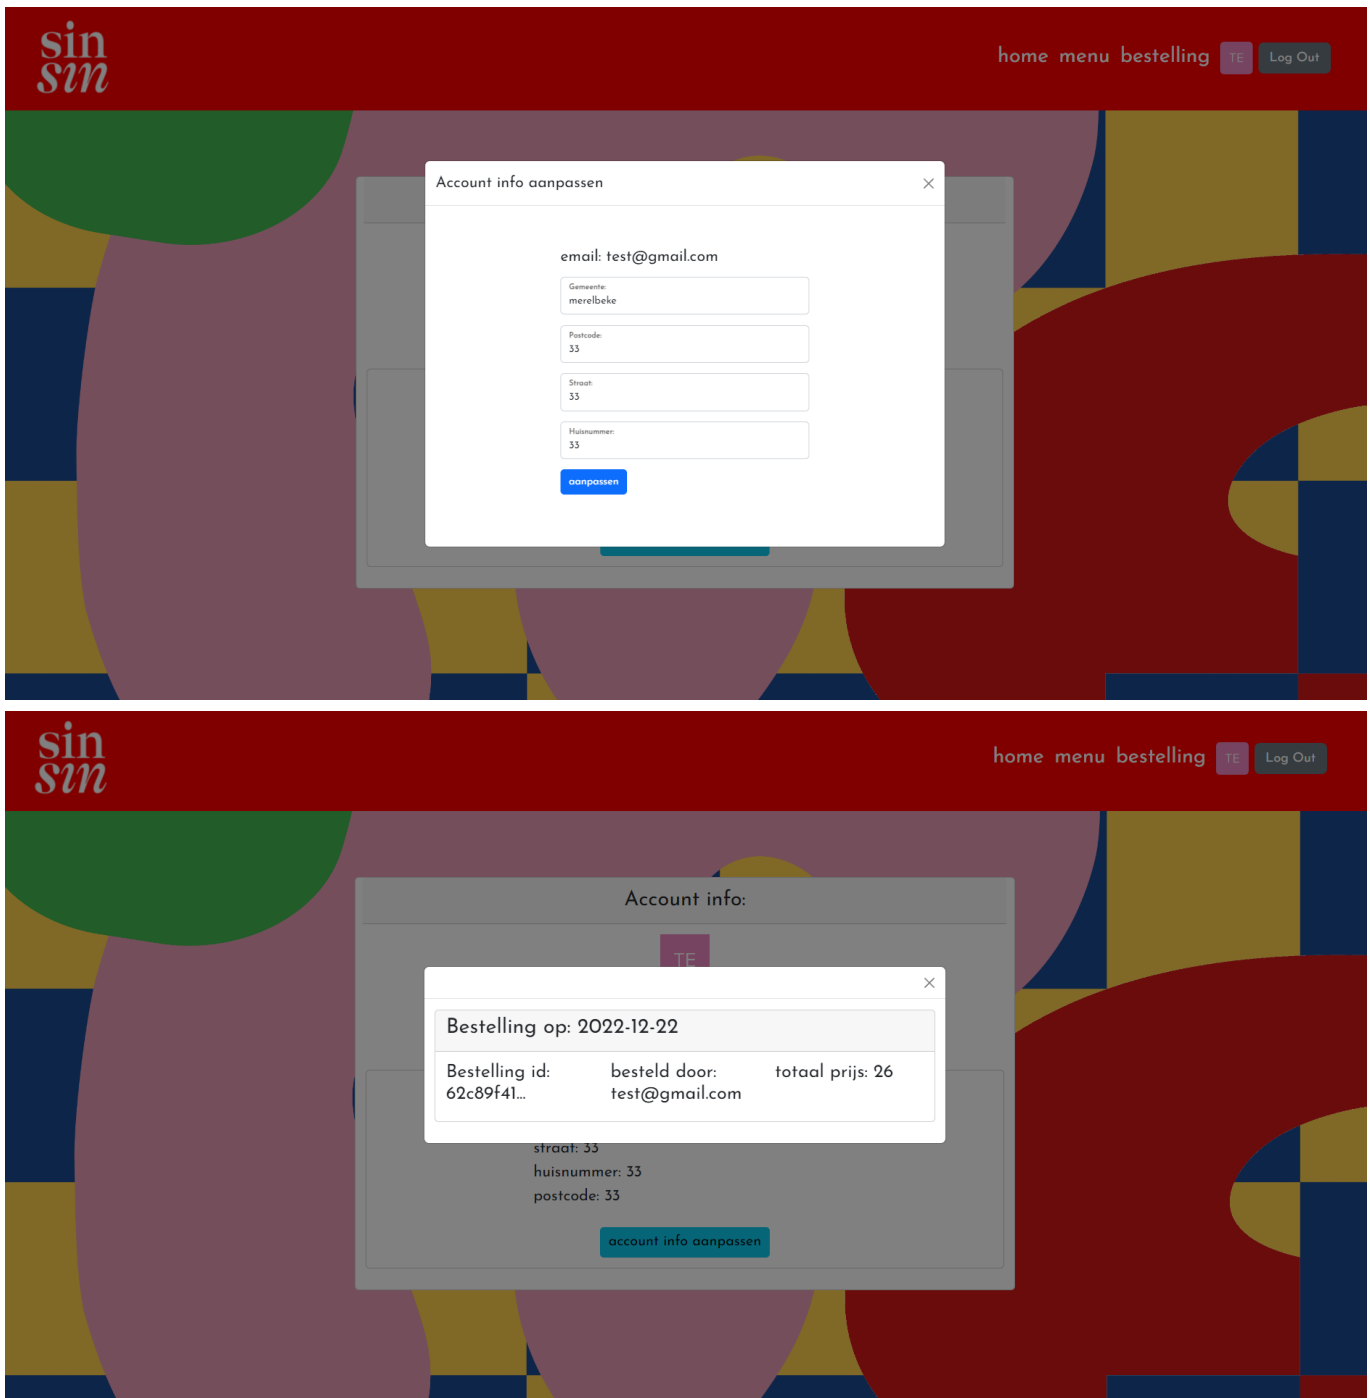 sin
sin
home menu bestelling TE Log Out
Account info aanpassen
email: test@gmail.com
Gemeente:
merelbeke
Postcode:
33
Straat:
33
Huisnummer:
33
aanpassen
sin
sin
home menu bestelling TE Log Out
Account info:
TE
Bestelling op: 2022-12-22
Bestelling id: besteld door: totaal prijs: 26
62c89f41... test@gmail.com
straat: 33
huisnummer: 33
postcode: 33
account info aanpassen